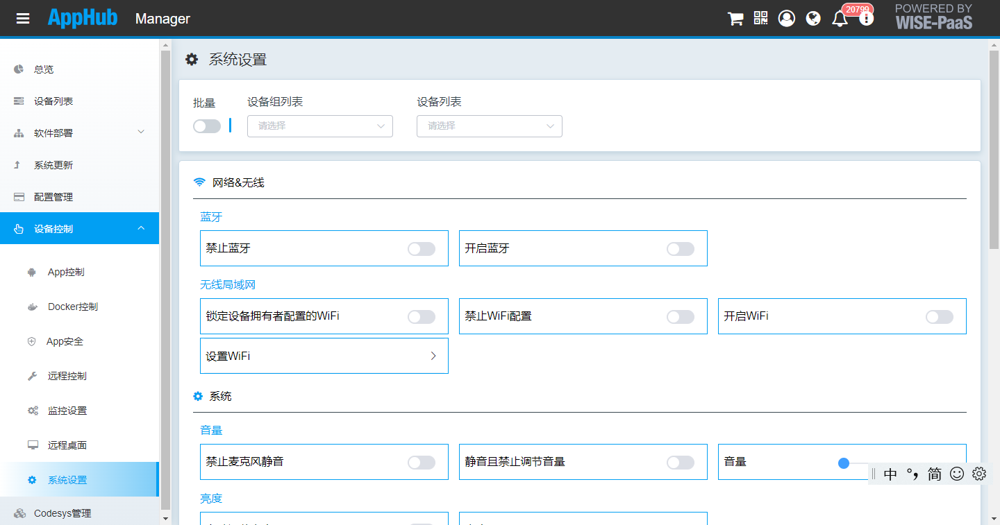 AppHub Manager 20799 POWERED BY
WISE-PaaS
总览
设备列表
软件部署
系统更新
配置管理
设备控制
App控制
Docker控制
App安全
远程控制
监控设置
远程桌面
系统设置
Codesys管理
系统设置
批量 设备组列表 设备列表
请选择 请选择
网络&无线
蓝牙
禁止蓝牙 开启蓝牙
无线局域网
锁定设备拥有者配置的WiFi 禁止WiFi配置 开启WiFi
设置WiFi
系统
音量
禁止麦克风静音 静音且禁止调节音量 音量
中 °, 简
亮度